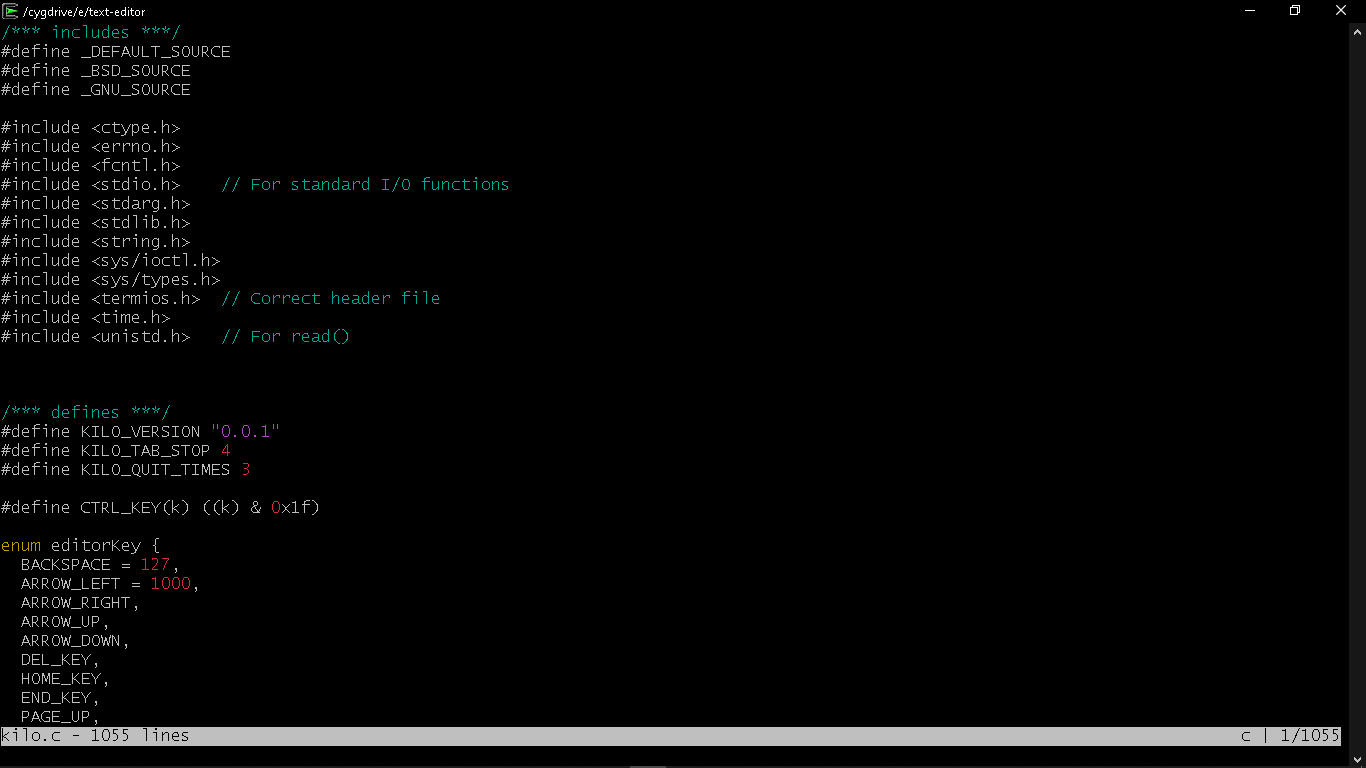 /cygdrive/e/text-editor
/*** includes ***/
#define _DEFAULT_SOURCE
#define _BSD_SOURCE
#define _GNU_SOURCE
#include <ctype.h>
#include <errno.h>
#include <fcntl.h>
#include <stdio.h>    // For standard I/O functions
#include <stdarg.h>
#include <stdlib.h>
#include <string.h>
#include <sys/ioctl.h>
#include <sys/types.h>
#include <termios.h>  // Correct header file
#include <time.h>
#include <unistd.h>   // For read()
/*** defines ***/
#define KILO_VERSION "0.0.1"
#define KILO_TAB_STOP 4
#define KILO_QUIT_TIMES 3
#define CTRL_KEY(k) ((k) & 0x1f)
enum editorKey {
  BACKSPACE = 127,
  ARROW_LEFT = 1000,
  ARROW_RIGHT,
  ARROW_UP,
  ARROW_DOWN,
  DEL_KEY,
  HOME_KEY,
  END_KEY,
  PAGE_UP,
kilo.c - 1055 lines c | 1/1055